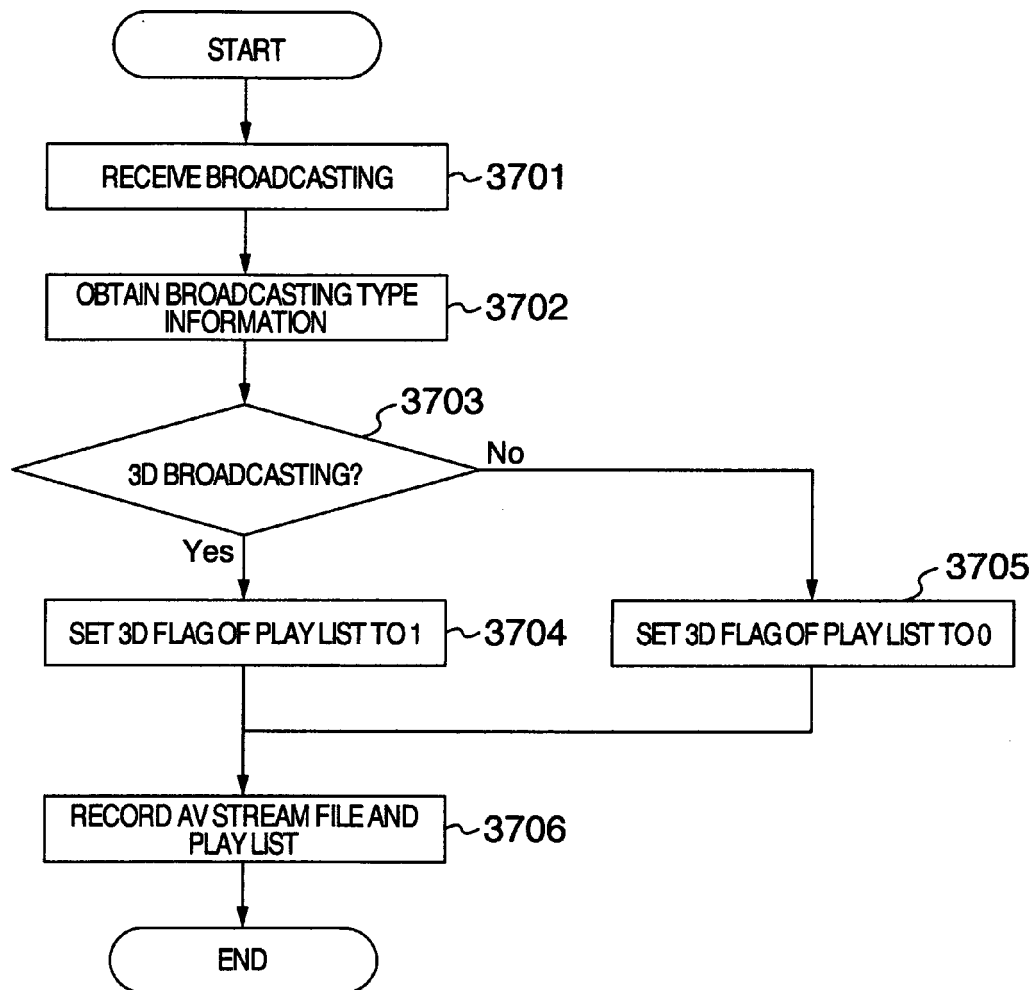 START
RECEIVE BROADCASTING
3701
OBTAIN BROADCASTING TYPE
INFORMATION
3702
3703
3D BROADCASTING?
No
Yes
3705
SET 3D FLAG OF PLAY LIST TO 1
3704
SET 3D FLAG OF PLAY LIST TO 0
RECORD AV STREAM FILE AND
PLAY LIST
3706
END